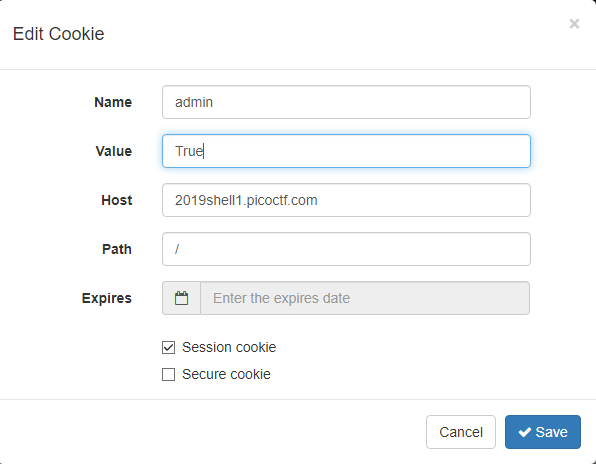 Edit Cookie ×
Name admin
Value True
Host 2019shell1.picoctf.com
Path /
Expires Enter the expires date
Session cookie
Secure cookie
Cancel Save